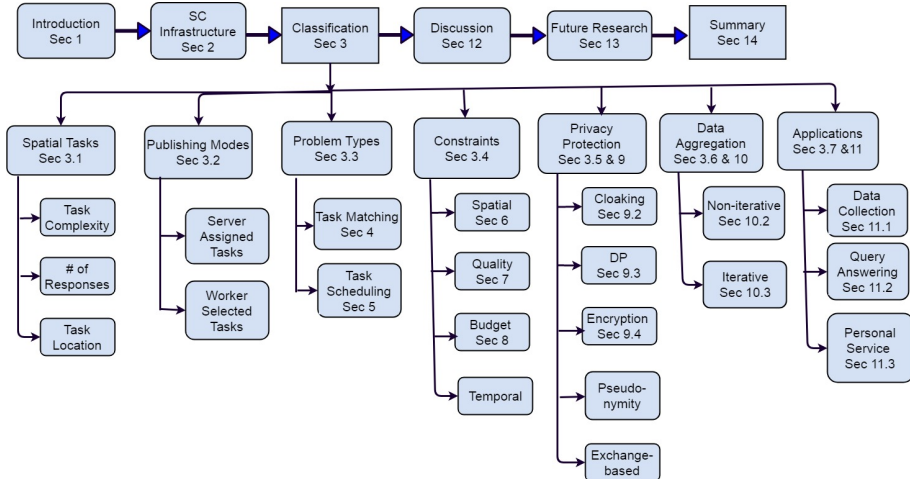 Introduction
Sec 1
SC
Infrastructure
Sec 2
Classification
Sec 3
Discussion
Sec 12
Future Research
Sec 13
Summary
Sec 14
Spatial Tasks
Sec 3.1
Publishing Modes
Sec 3.2
Problem Types
Sec 3.3
Constraints
Sec 3.4
Privacy
Protection
Sec 3.5 & 9
Data
Aggregation
Sec 3.6 & 10
Applications
Sec 3.7 &11
Task
Complexity
# of
Responses
Task
Location
Server
Assigned
Tasks
Worker
Selected
Tasks
Task Matching
Sec 4
Task
Scheduling
Sec 5
Spatial
Sec 6
Quality
Sec 7
Budget
Sec 8
Temporal
Cloaking
Sec 9.2
DP
Sec 9.3
Encryption
Sec 9.4
Pseudo-
nymity
Exchange-
based
Non-iterative
Sec 10.2
Iterative
Sec 10.3
Data
Collection
Sec 11.1
Query
Answering
Sec 11.2
Personal
Service
Sec 11.3